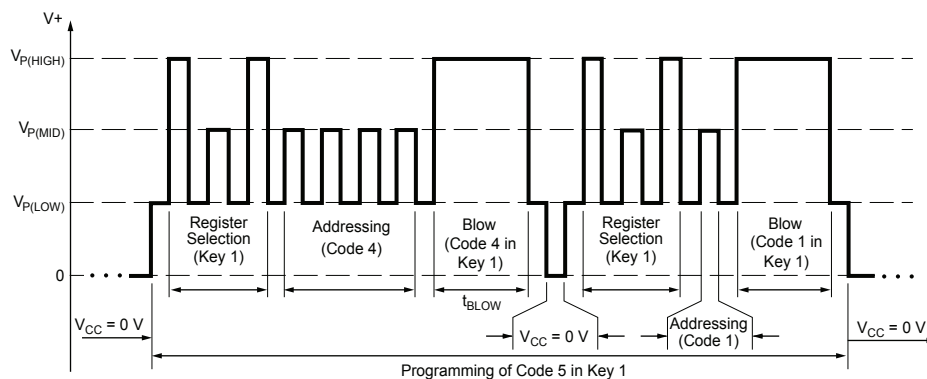 V+
VP(HIGH)
VP(MID)
VP(LOW)
0
Register
Selection
(Key 1)
Addressing
(Code 4)
Blow
(Code 4 in
Key 1)
Register
Selection
(Key 1)
Blow
(Code 1 in
Key 1)
tBLOW
VCC = 0 V
VCC = 0 V
Addressing
(Code 1)
VCC = 0 V
Programming of Code 5 in Key 1